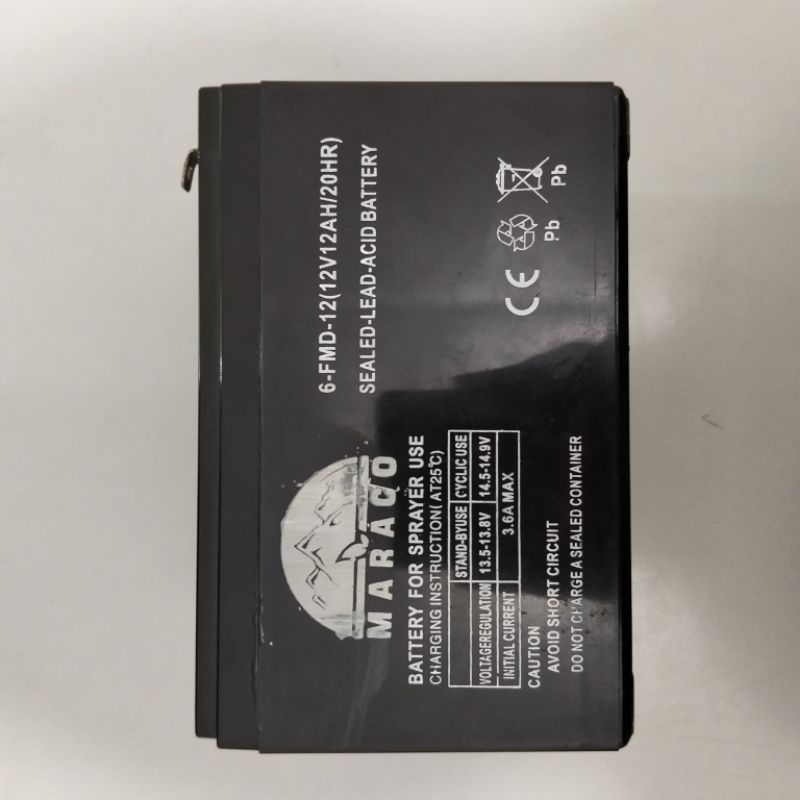 MARACO
BATTERY FOR SPRAYER USE
CHARGING INSTRUCTION( AT25℃)
STAND-BYUSE CYCLIC USE
VOLTAGEREGULATION 13.5-13.8V 14.5-14.9V
INITIAL CURRENT 3.6A MAX
CAUTION
AVOID SHORT CIRCUIT
DO NOT CHARGE A SEALED CONTAINER
6-FMD-12(12V12AH/20HR)
SEALED-LEAD-ACID BATTERY
CE Pb Pb